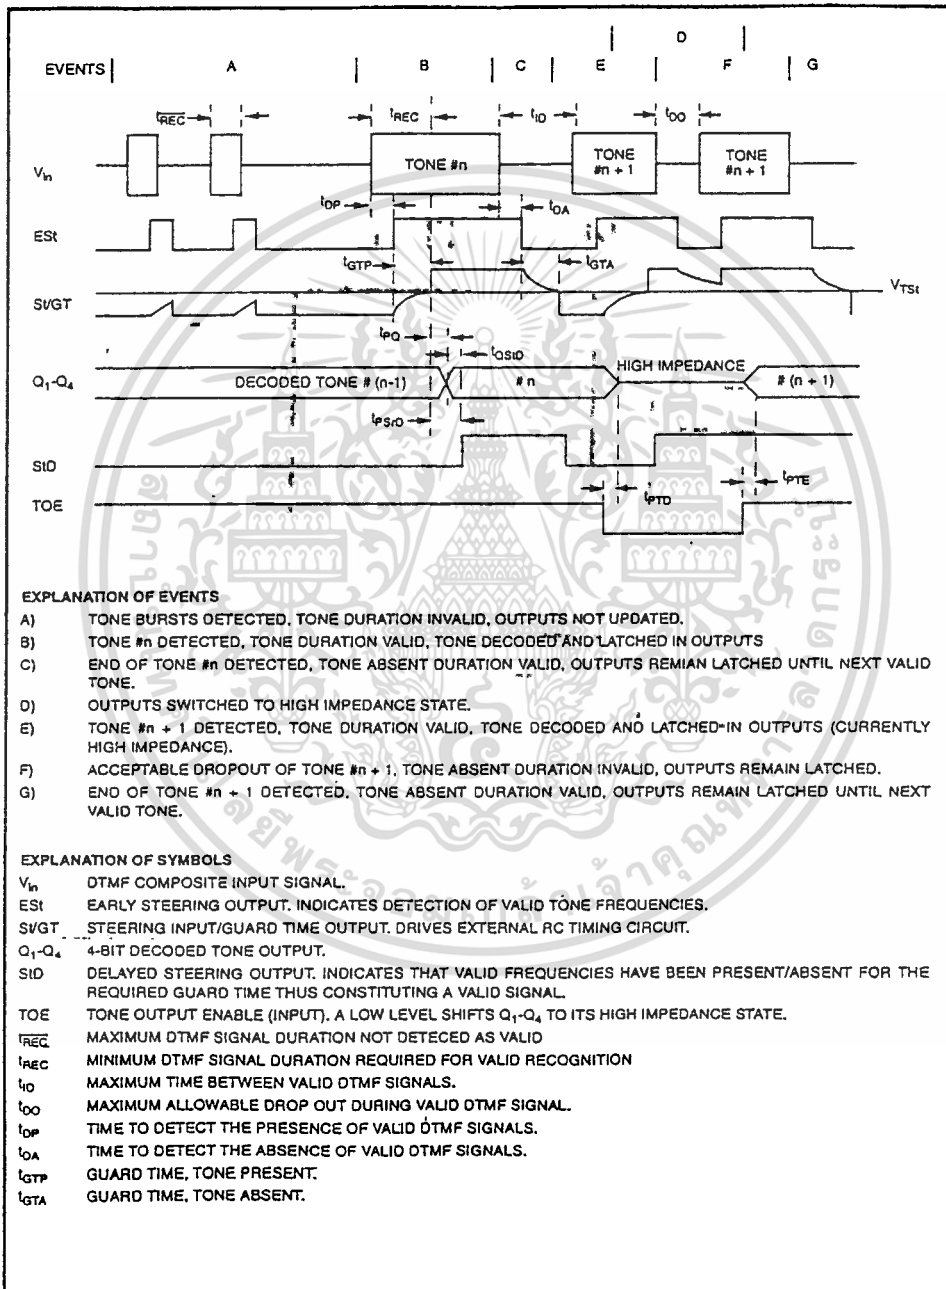 D
EVENTS A B C E F G
tREC tREC tID tDO
Vin TONE #n TONE #n + 1 TONE #n + 1
tDP tDA
ESt
tGTP tGTA
VTSt
St/GT
tPQ tQStD
HIGH IMPEDANCE
Q1-Q4 DECODED TONE # (n-1) # n # (n + 1)
tPStD
StD
tPTD tPTE
TOE
EXPLANATION OF EVENTS
A) TONE BURSTS DETECTED, TONE DURATION INVALID, OUTPUTS NOT UPDATED.
B) TONE #n DETECTED, TONE DURATION VALID, TONE DECODED AND LATCHED IN OUTPUTS
C) END OF TONE #n DETECTED, TONE ABSENT DURATION VALID, OUTPUTS REMIAN LATCHED UNTIL NEXT VALID
TONE.
D) OUTPUTS SWITCHED TO HIGH IMPEDANCE STATE.
E) TONE #n + 1 DETECTED, TONE DURATION VALID, TONE DECODED AND LATCHED IN OUTPUTS (CURRENTLY
HIGH IMPEDANCE).
F) ACCEPTABLE DROPOUT OF TONE #n + 1, TONE ABSENT DURATION INVALID, OUTPUTS REMAIN LATCHED.
G) END OF TONE #n + 1 DETECTED, TONE ABSENT DURATION VALID, OUTPUTS REMAIN LATCHED UNTIL NEXT
VALID TONE.
EXPLANATION OF SYMBOLS
Vin DTMF COMPOSITE INPUT SIGNAL.
ESt EARLY STEERING OUTPUT. INDICATES DETECTION OF VALID TONE FREQUENCIES.
St/GT STEERING INPUT/GUARD TIME OUTPUT. DRIVES EXTERNAL RC TIMING CIRCUIT.
Q1-Q4 4-BIT DECODED TONE OUTPUT.
StD DELAYED STEERING OUTPUT. INDICATES THAT VALID FREQUENCIES HAVE BEEN PRESENT/ABSENT FOR THE
REQUIRED GUARD TIME THUS CONSTITUTING A VALID SIGNAL.
TOE TONE OUTPUT ENABLE (INPUT). A LOW LEVEL SHIFTS Q1-Q4 TO ITS HIGH IMPEDANCE STATE.
REC MAXIMUM DTMF SIGNAL DURATION NOT DETECED AS VALID
tREC MINIMUM DTMF SIGNAL DURATION REQUIRED FOR VALID RECOGNITION
tID MAXIMUM TIME BETWEEN VALID DTMF SIGNALS.
tDO MAXIMUM ALLOWABLE DROP OUT DURING VALID DTMF SIGNAL.
tDP TIME TO DETECT THE PRESENCE OF VALID DTMF SIGNALS.
tDA TIME TO DETECT THE ABSENCE OF VALID DTMF SIGNALS.
tGTP GUARD TIME, TONE PRESENT.
tGTA GUARD TIME, TONE ABSENT.